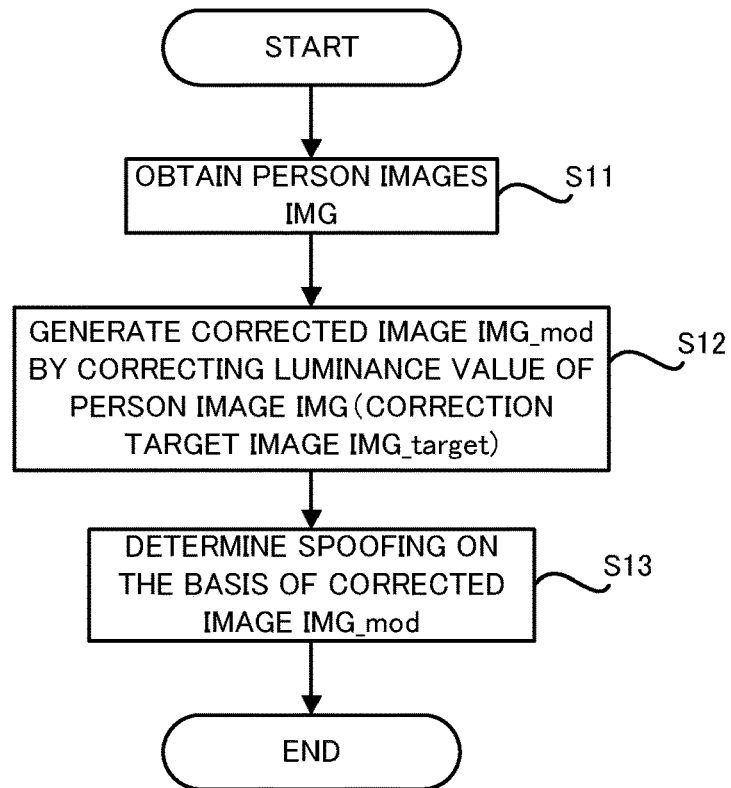 START
OBTAIN PERSON IMAGES
IMG
S11
GENERATE CORRECTED IMAGE IMG_mod
BY CORRECTING LUMINANCE VALUE OF
PERSON IMAGE IMG(CORRECTION
TARGET IMAGE IMG_target)
S12
DETERMINE SPOOFING ON
THE BASIS OF CORRECTED
IMAGE IMG_mod
S13
END